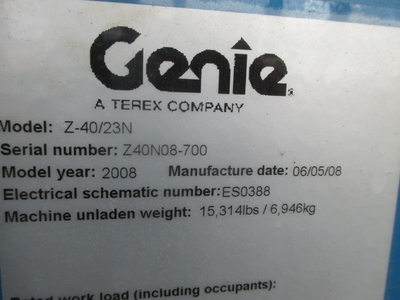 Genie
A TEREX COMPANY
Model: Z-40/23N
Serial number: Z40N08-700
Model year: 2008 Manufacture date: 06/05/08
Electrical schematic number:ES0388
Machine unladen weight: 15,314lbs / 6,946kg
Rated work load (including occupants):